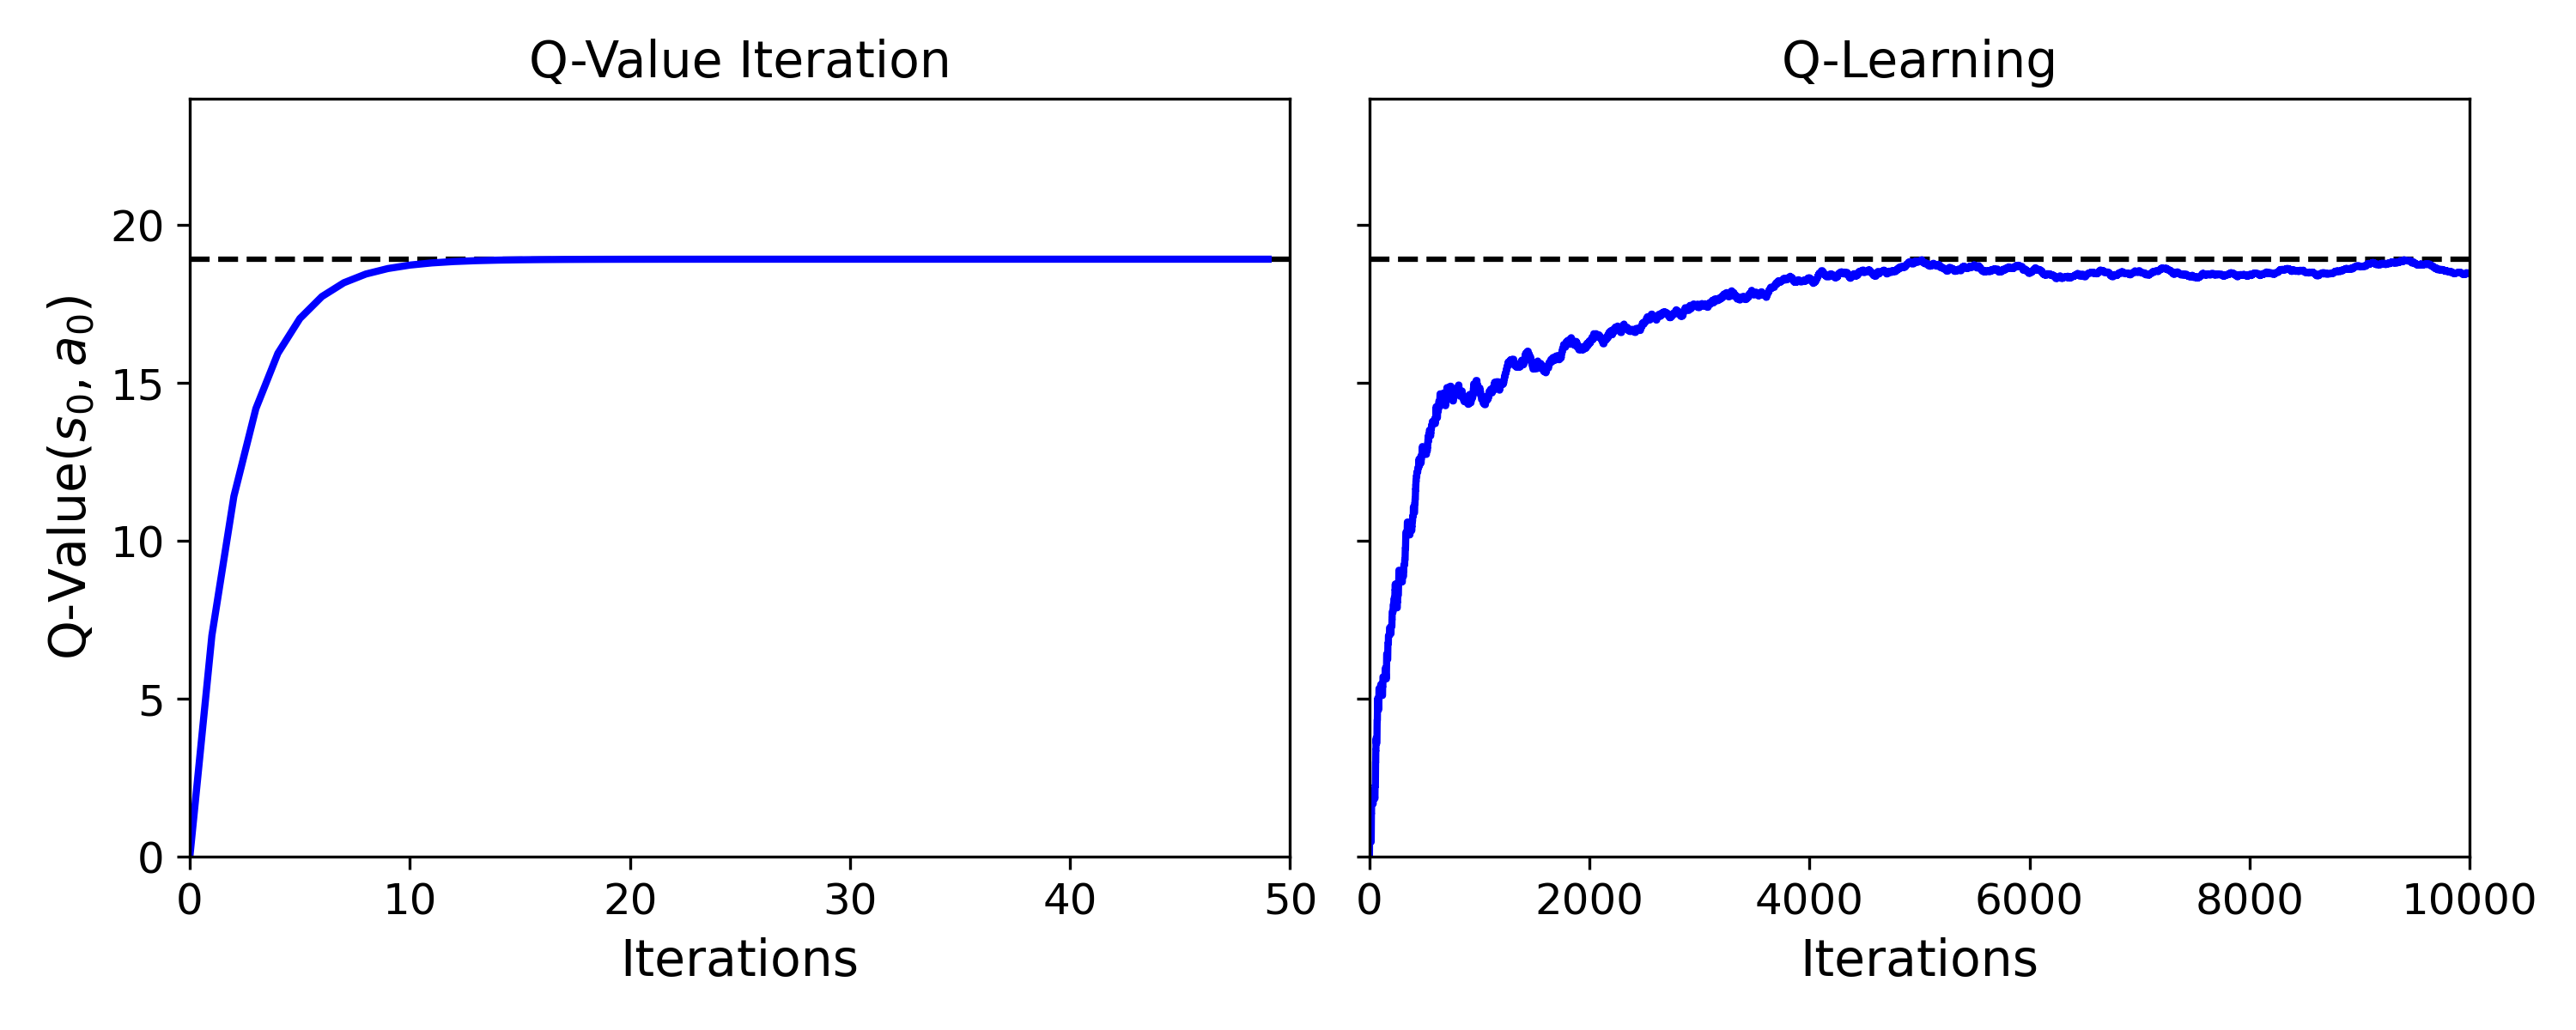 Q-Value Iteration
Q-Value(s₀, a₀)
20
15
10
5
0
0 10 20 30 40 50
Iterations
Q-Learning
0 2000 4000 6000 8000 10000
Iterations